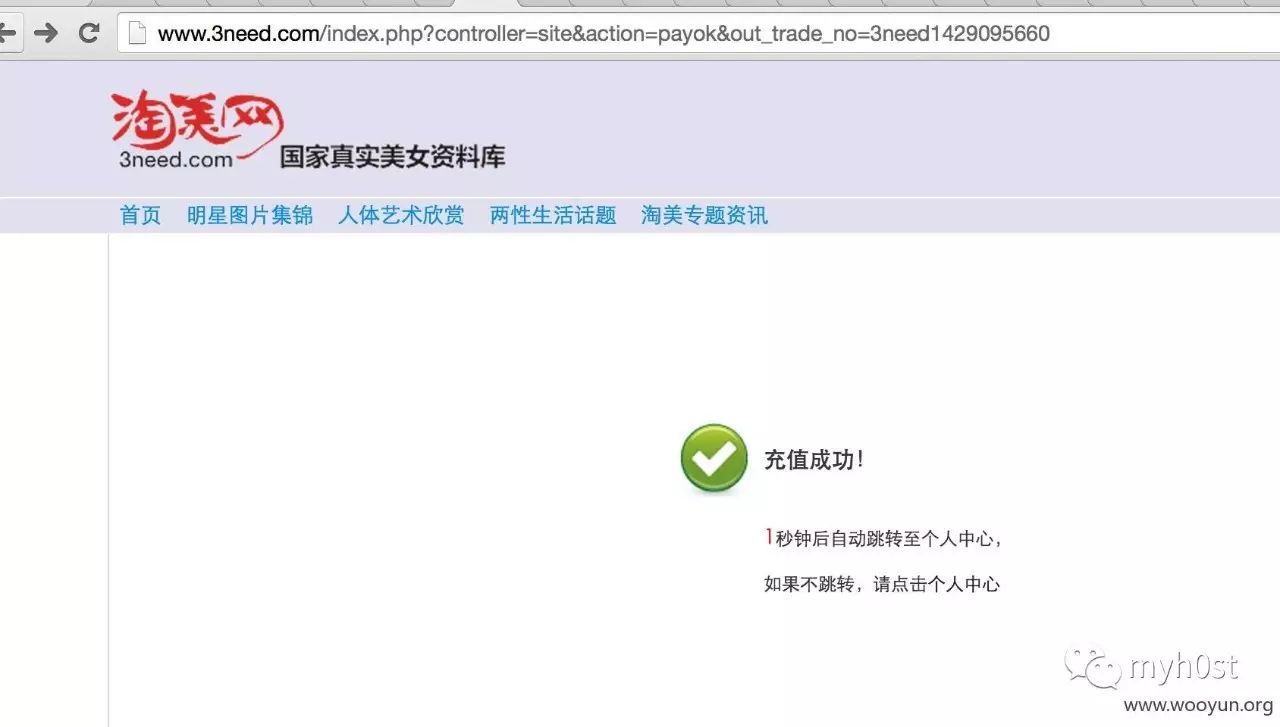 www.3need.com/index.php?controller=site&action=payok&out_trade_no=3need1429095660
淘美网
3need.com
国家真实美女资料库
首页 明星图片集锦 人体艺术欣赏 两性生活话题 淘美专题资讯
充值成功！
1秒钟后自动跳转至个人中心，
如果不跳转，请点击个人中心
myh0st
www.wooyun.org